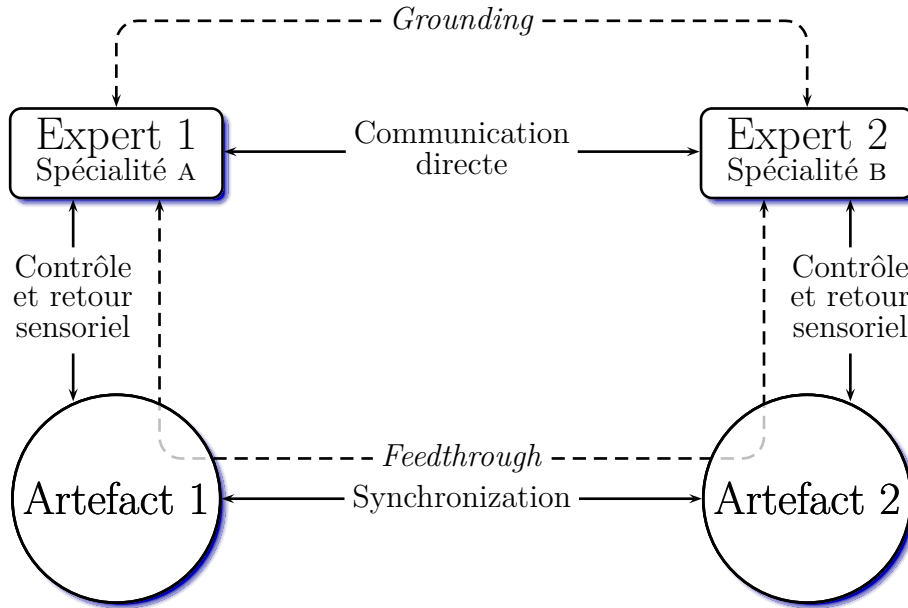 Grounding
Expert 1
Spécialité A
Communication
directe
Expert 2
Spécialité B
Contrôle
et retour
sensoriel
Contrôle
et retour
sensoriel
Feedthrough
Artefact 1
Synchronization
Artefact 2